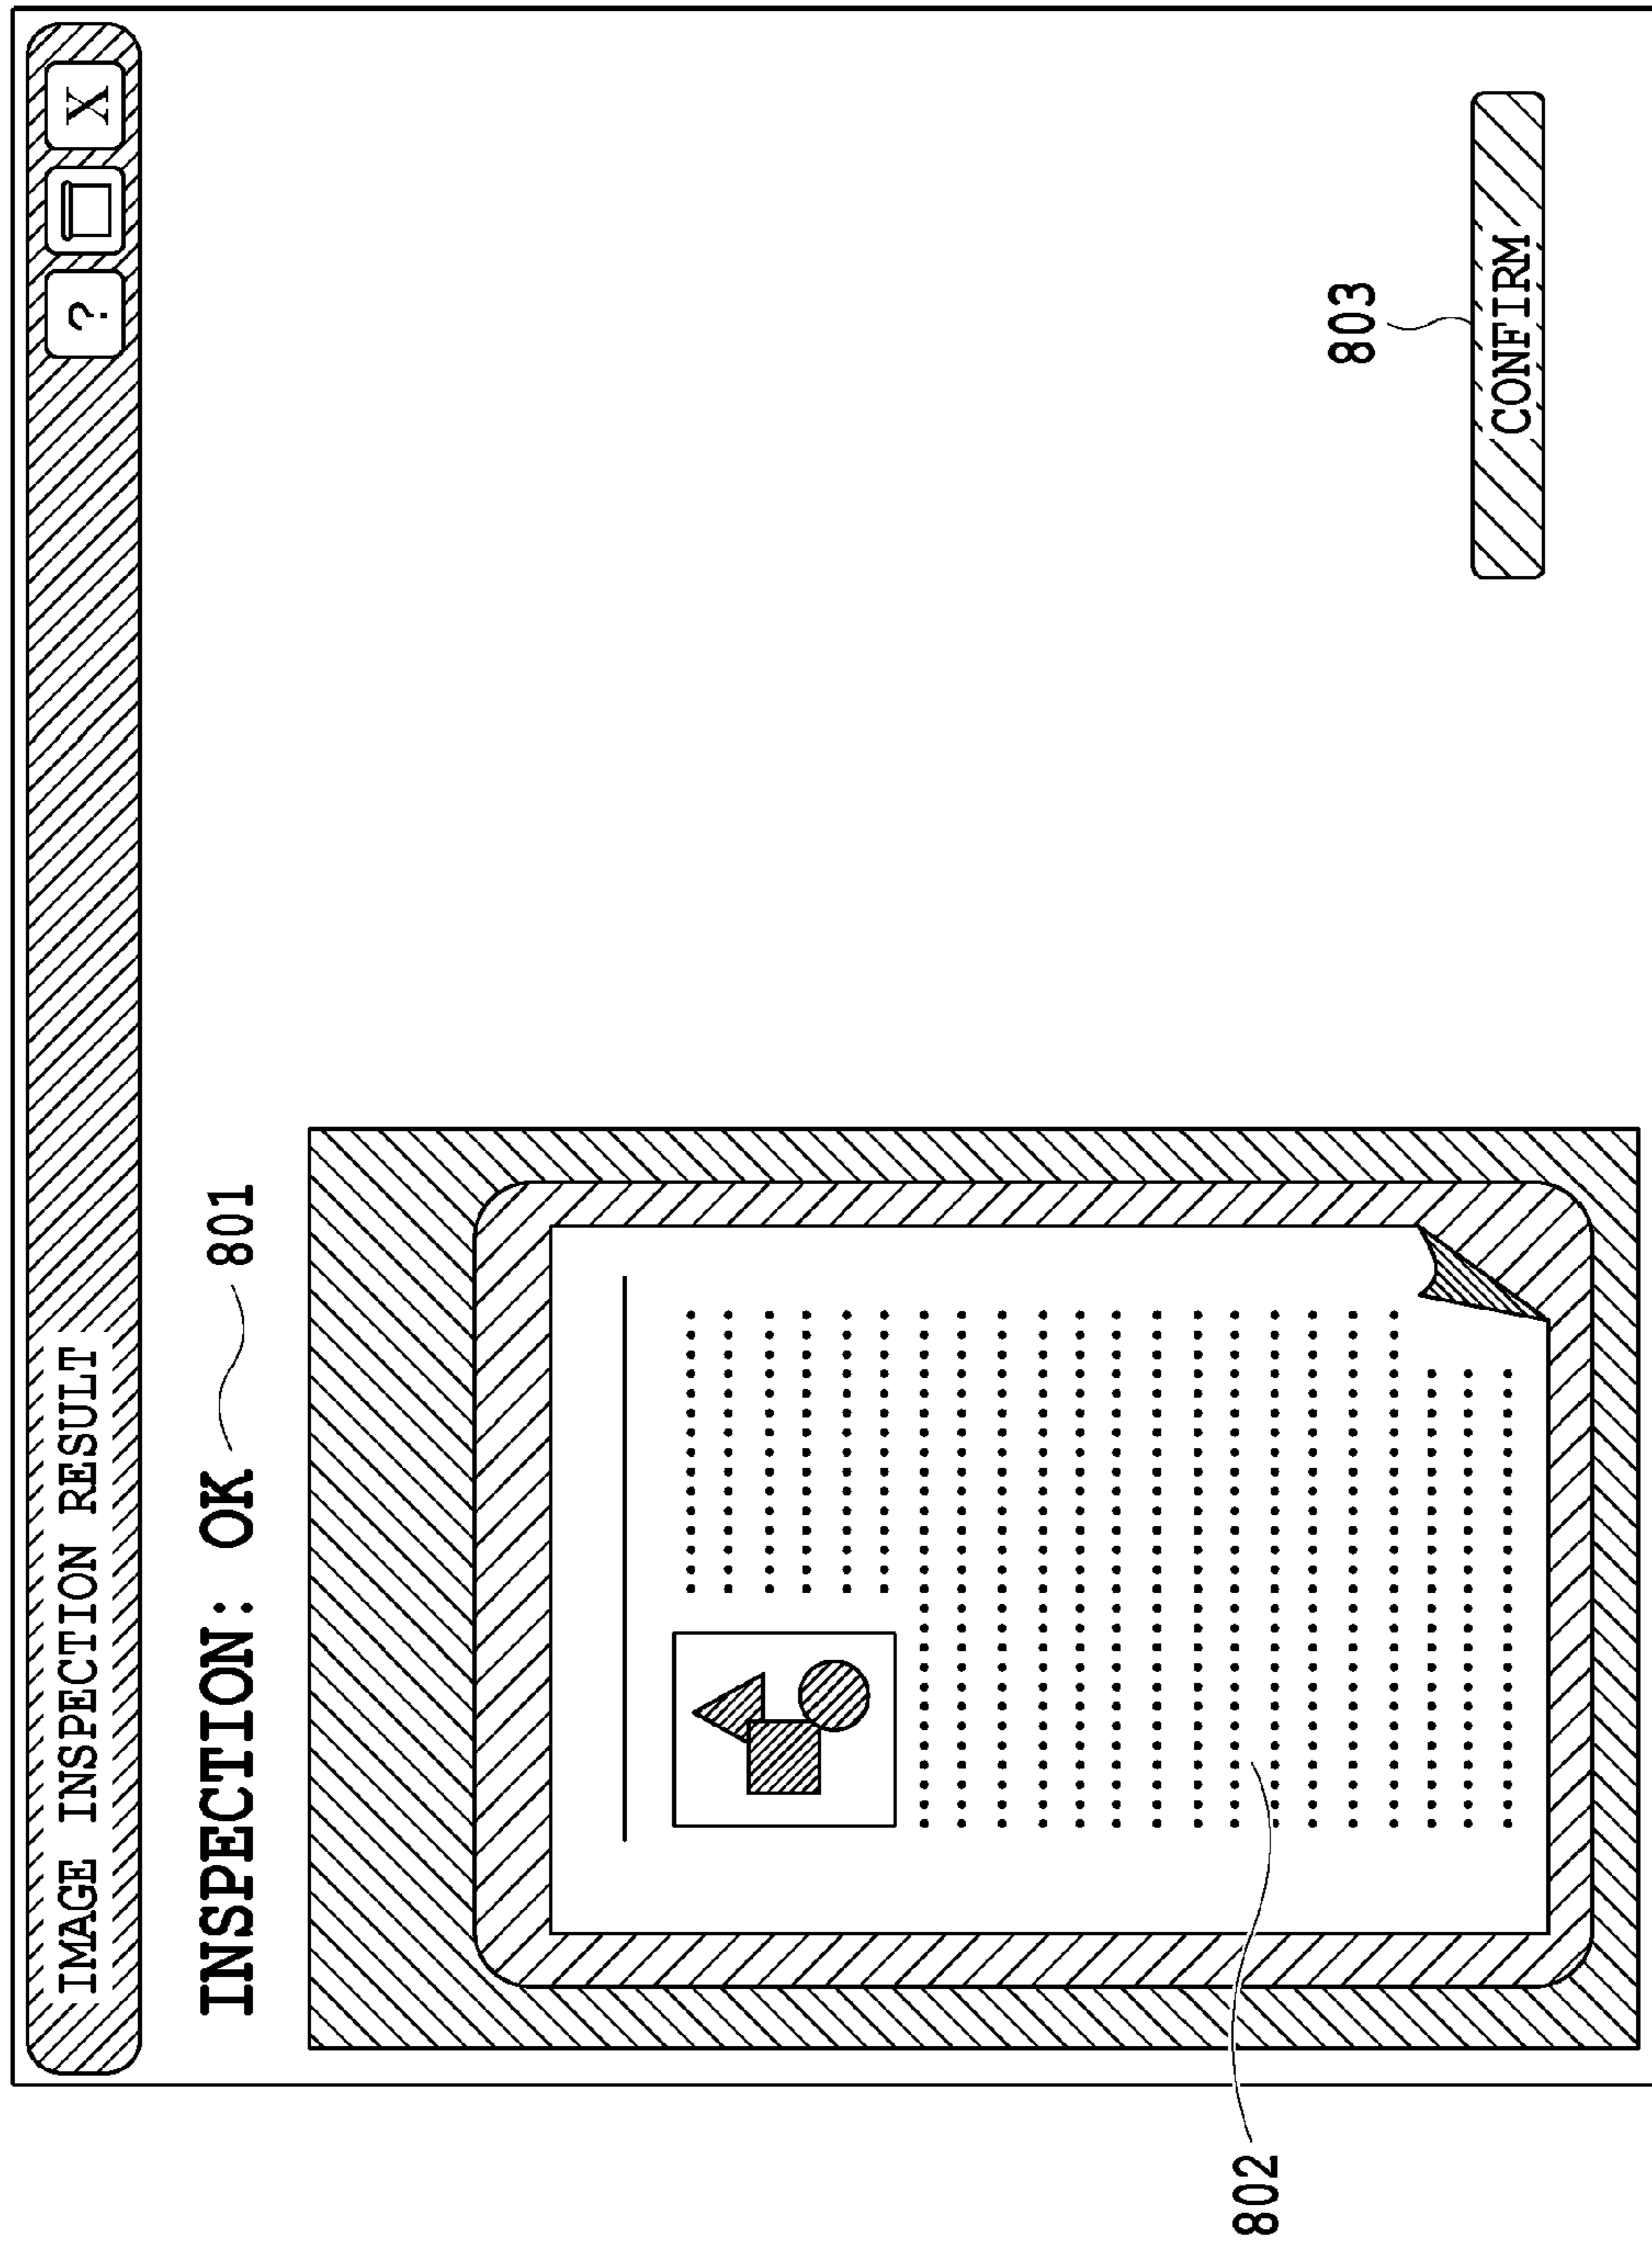 IMAGE INSPECTION RESULT
? X
INSPECTION: OK
801
802
803
CONFIRM